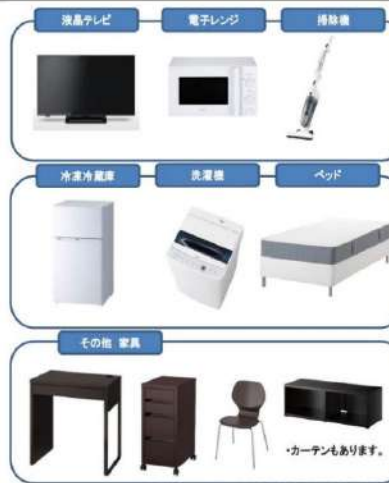 液晶テレビ
電子レンジ
掃除機
冷凍冷蔵庫
洗濯機
ベッド
その他 家具
・カーテンもあります。